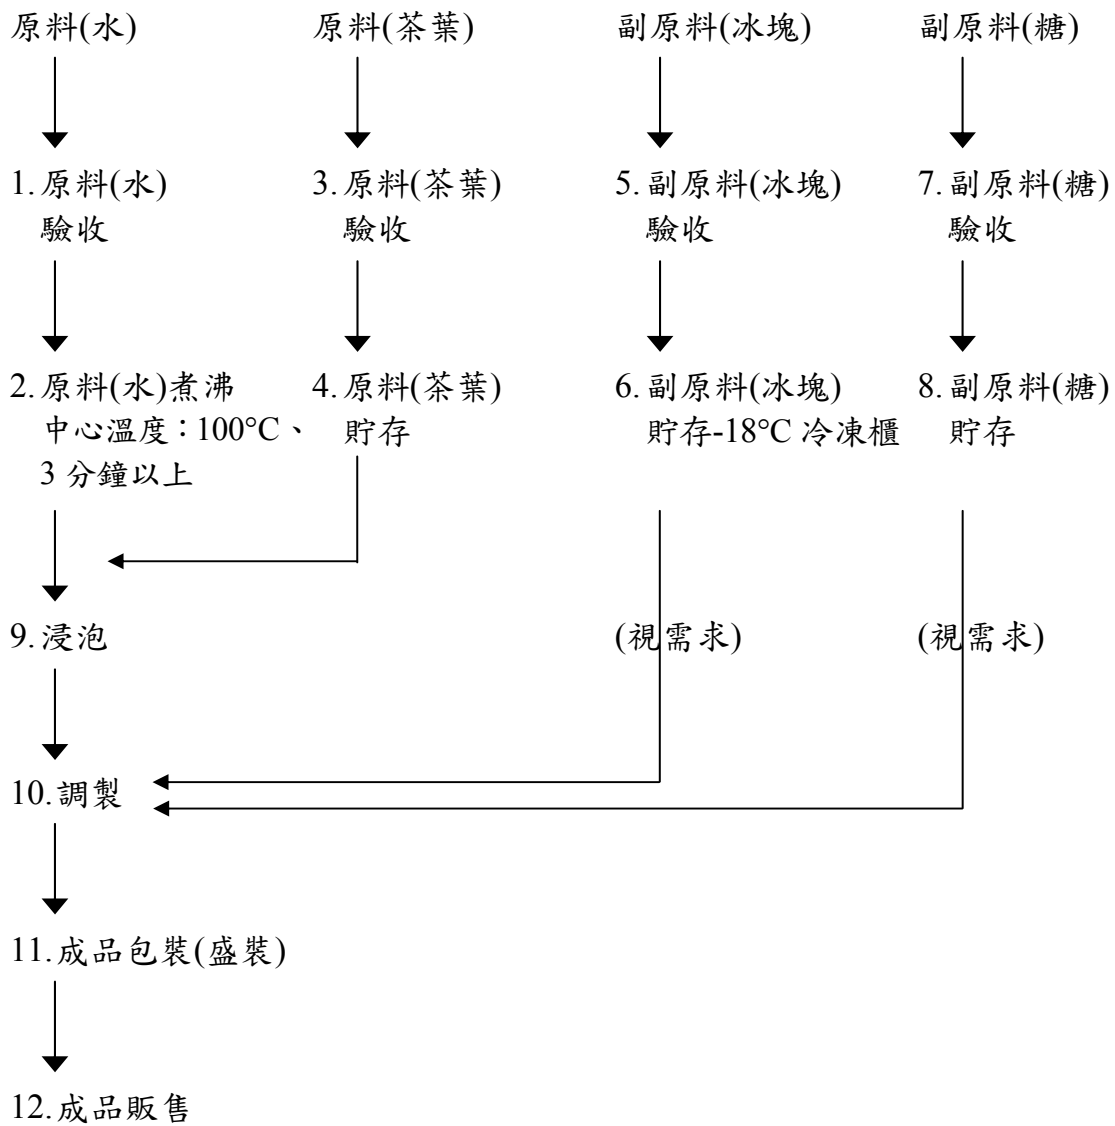 原料(水)
原料(茶葉)
副原料(冰塊)
副原料(糖)
1.原料(水)
驗收
3.原料(茶葉)
驗收
5.副原料(冰塊)
驗收
7.副原料(糖)
驗收
2.原料(水)煮沸
中心溫度：100°C、
3 分鐘以上
4.原料(茶葉)
貯存
6.副原料(冰塊)
貯存-18°C 冷凍櫃
8.副原料(糖)
貯存
9.浸泡
(視需求)
(視需求)
10.調製
11.成品包裝(盛裝)
12.成品販售